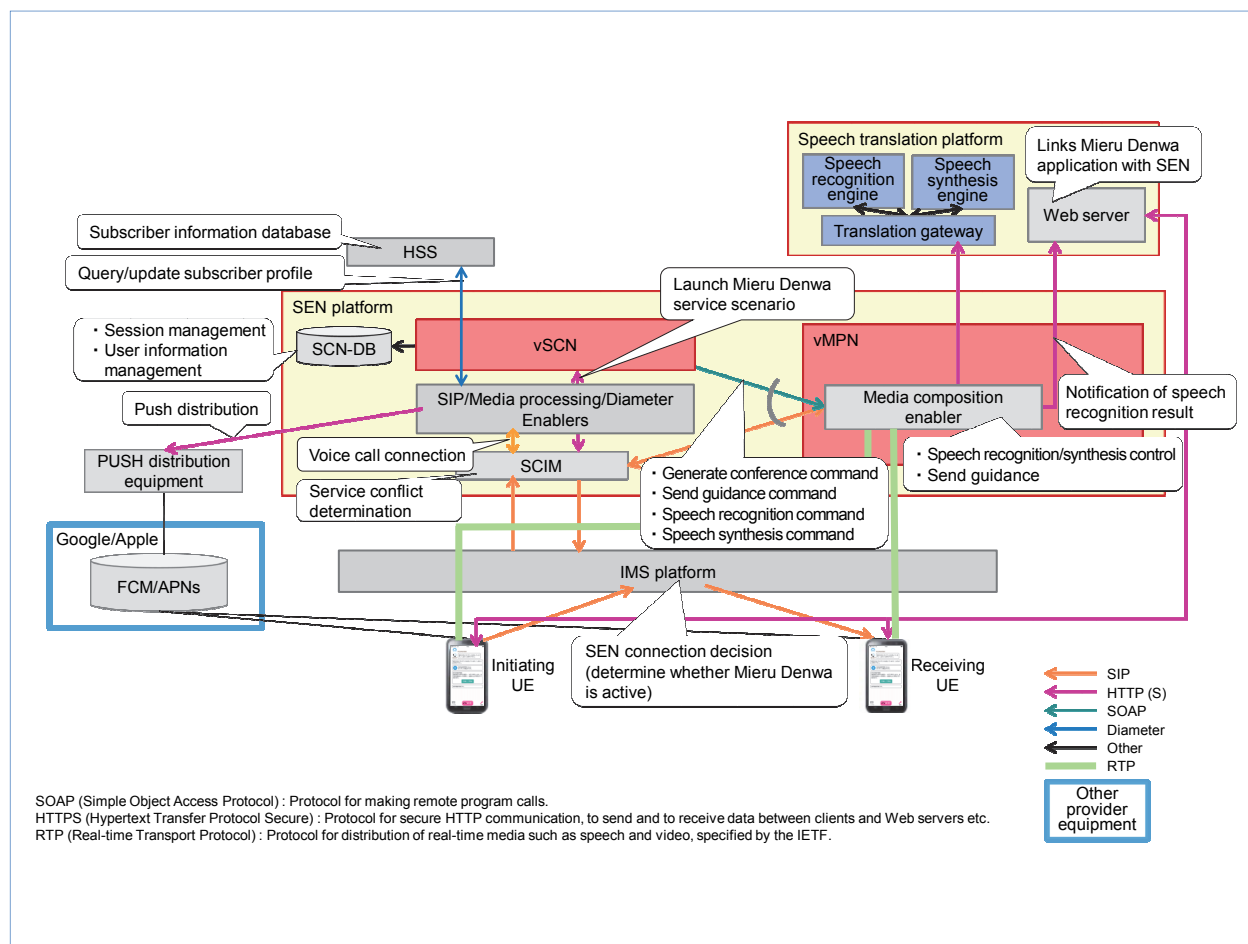 Speech translation platform
Speech
recognition
engine
Speech
synthesis
engine
Translation gateway
Links Mieru Denwa
application with SEN
Web server
Subscriber information database
HSS
Query/update subscriber profile
SEN platform
Launch Mieru Denwa
service scenario
・Session management
・User information
management
SCN-DB
vSCN
vMPN
SIP/Media processing/Diameter
Enablers
Media composition
enabler
Notification of speech
recognition result
Push distribution
Voice call connection
SCIM
PUSH distribution
equipment
Service conflict
determination
・Generate conference command
・Send guidance command
・Speech recognition command
・Speech synthesis command
・Speech recognition/synthesis control
・Send guidance
Google/Apple
FCM/APNs
IMS platform
Initiating
UE
SEN connection decision
(determine whether Mieru Denwa
is active)
Receiving
UE
SIP
HTTP (S)
SOAP
Diameter
Other
RTP
Other
provider
equipment
SOAP (Simple Object Access Protocol) : Protocol for making remote program calls.
HTTPS (Hypertext Transfer Protocol Secure) : Protocol for secure HTTP communication, to send and to receive data between clients and Web servers etc.
RTP (Real-time Transport Protocol) : Protocol for distribution of real-time media such as speech and video, specified by the IETF.